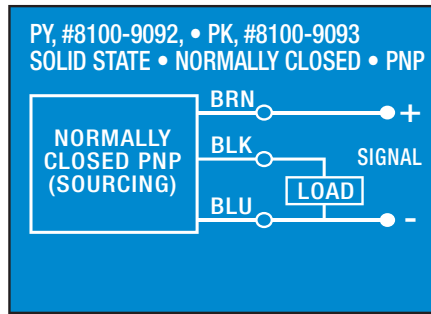 PY, #8100-9092, • PK, #8100-9093
SOLID STATE • NORMALLY CLOSED • PNP
BRN
+
NORMALLY
CLOSED PNP
(SOURCING)
BLK
SIGNAL
LOAD
BLU
-